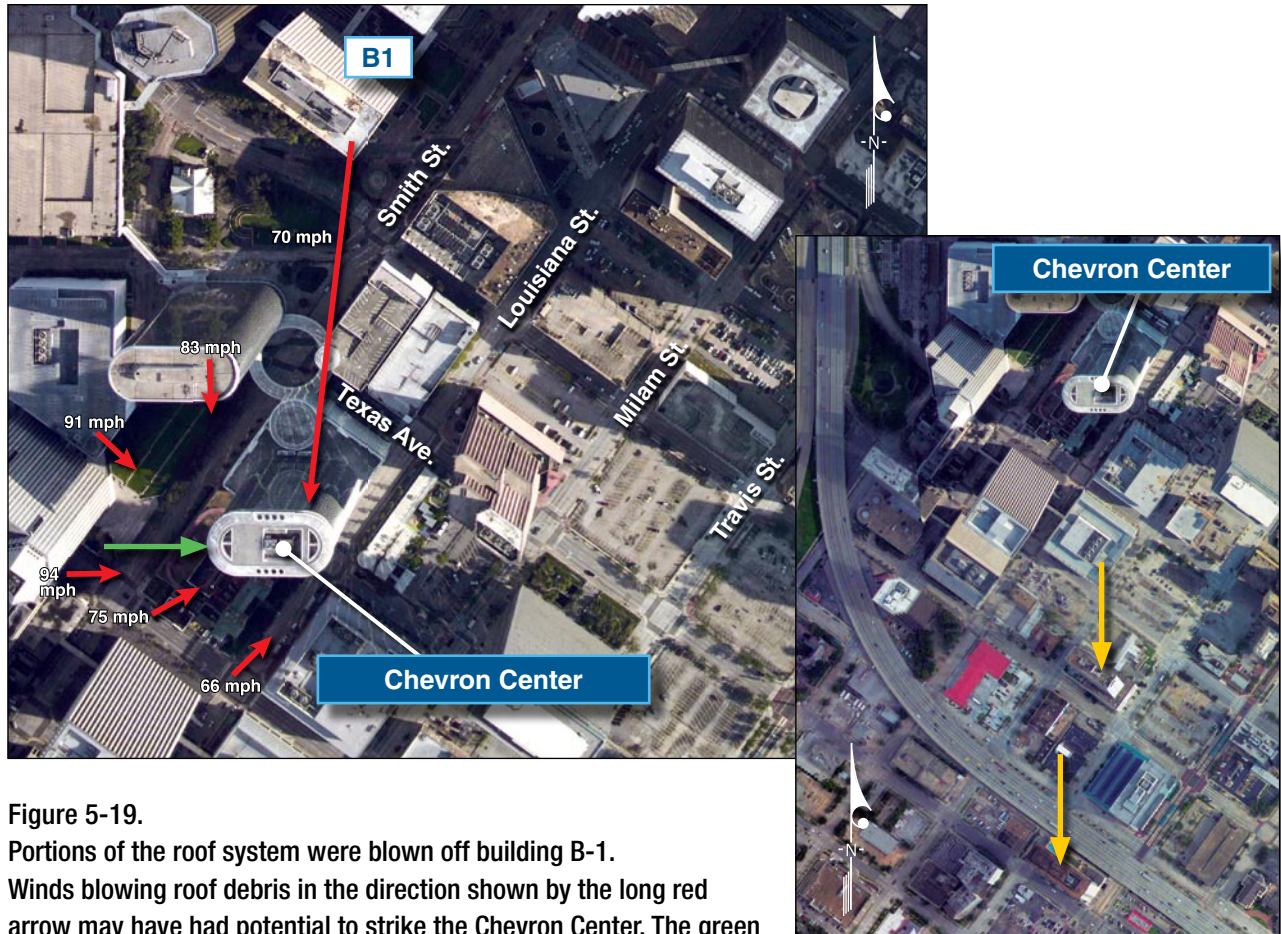 B1
Smith St.
70 mph
Louisiana St.
-N-
Chevron Center
83 mph
Milam St.
Texas Ave.
91 mph
Travis St.
94
mph
75 mph
66 mph
Chevron Center
-N-
Figure 5-19.
Portions of the roof system were blown off building B-1.
Winds blowing roof debris in the direction shown by the long red
arrow may have had potential to strike the Chevron Center. The green